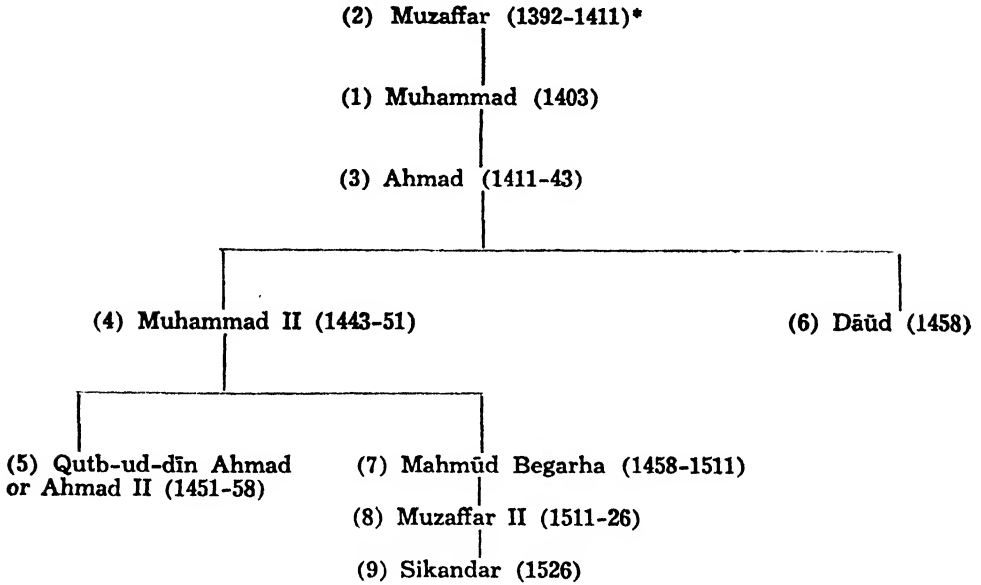 (2) Muzaffar (1392-1411)*
(1) Muhammad (1403)
(3) Ahmad (1411-43)
(4) Muhammad II (1443-51)
(6) Dāūd (1458)
(5) Qutb-ud-dīn Ahmad
or Ahmad II (1451-58)
(7) Mahmūd Begarha (1458-1511)
(8) Muzaffar II (1511-26)
(9) Sikandar (1526)